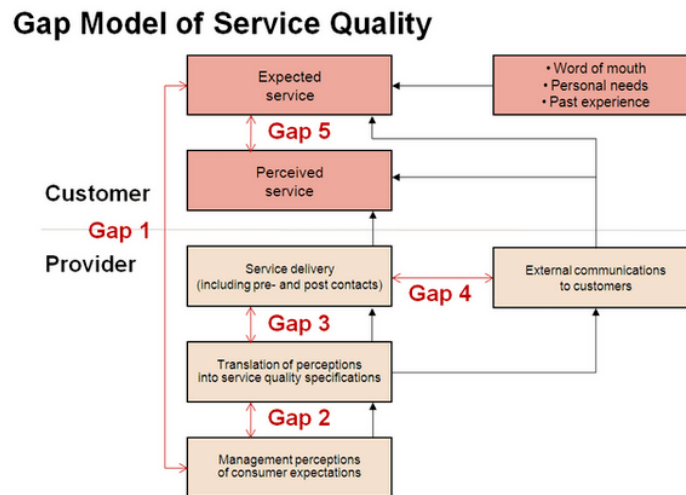 Gap Model of Service Quality
Expected
service
• Word of mouth
• Personal needs
• Past experience
Gap 5
Perceived
service
Customer
Gap 1
Provider
Service delivery
(including pre- and post contacts)
Gap 4
External communications
to customers
Gap 3
Translation of perceptions
into service quality specifications
Gap 2
Management perceptions
of consumer expectations